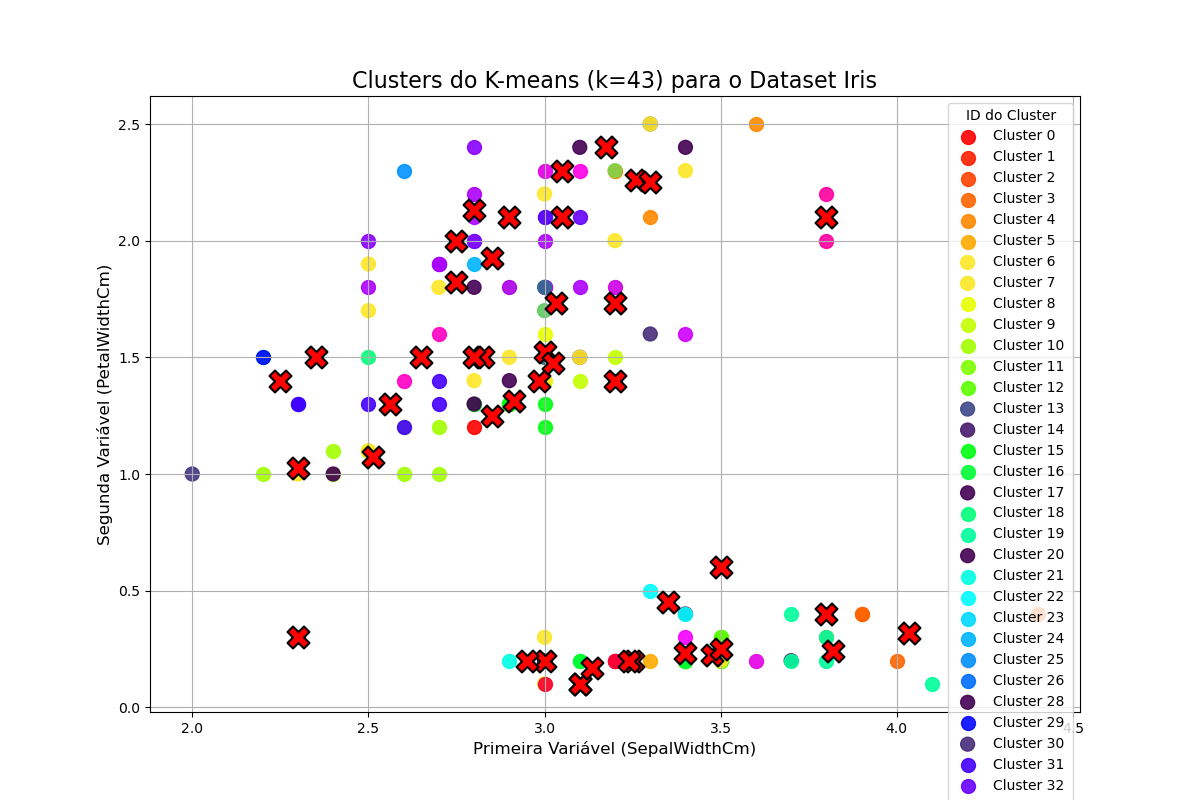 Clusters do K-means (k=43) para o Dataset Iris
Segunda Variável (PetalWidthCm)
2.5
2.0
1.5
1.0
0.5
0.0
2.0
2.5
3.0
3.5
4.0
4.5
Primeira Variável (SepalWidthCm)
ID do Cluster
Cluster 0
Cluster 1
Cluster 2
Cluster 3
Cluster 4
Cluster 5
Cluster 6
Cluster 7
Cluster 8
Cluster 9
Cluster 10
Cluster 11
Cluster 12
Cluster 13
Cluster 14
Cluster 15
Cluster 16
Cluster 17
Cluster 18
Cluster 19
Cluster 20
Cluster 21
Cluster 22
Cluster 23
Cluster 24
Cluster 25
Cluster 26
Cluster 28
Cluster 29
Cluster 30
Cluster 31
Cluster 32